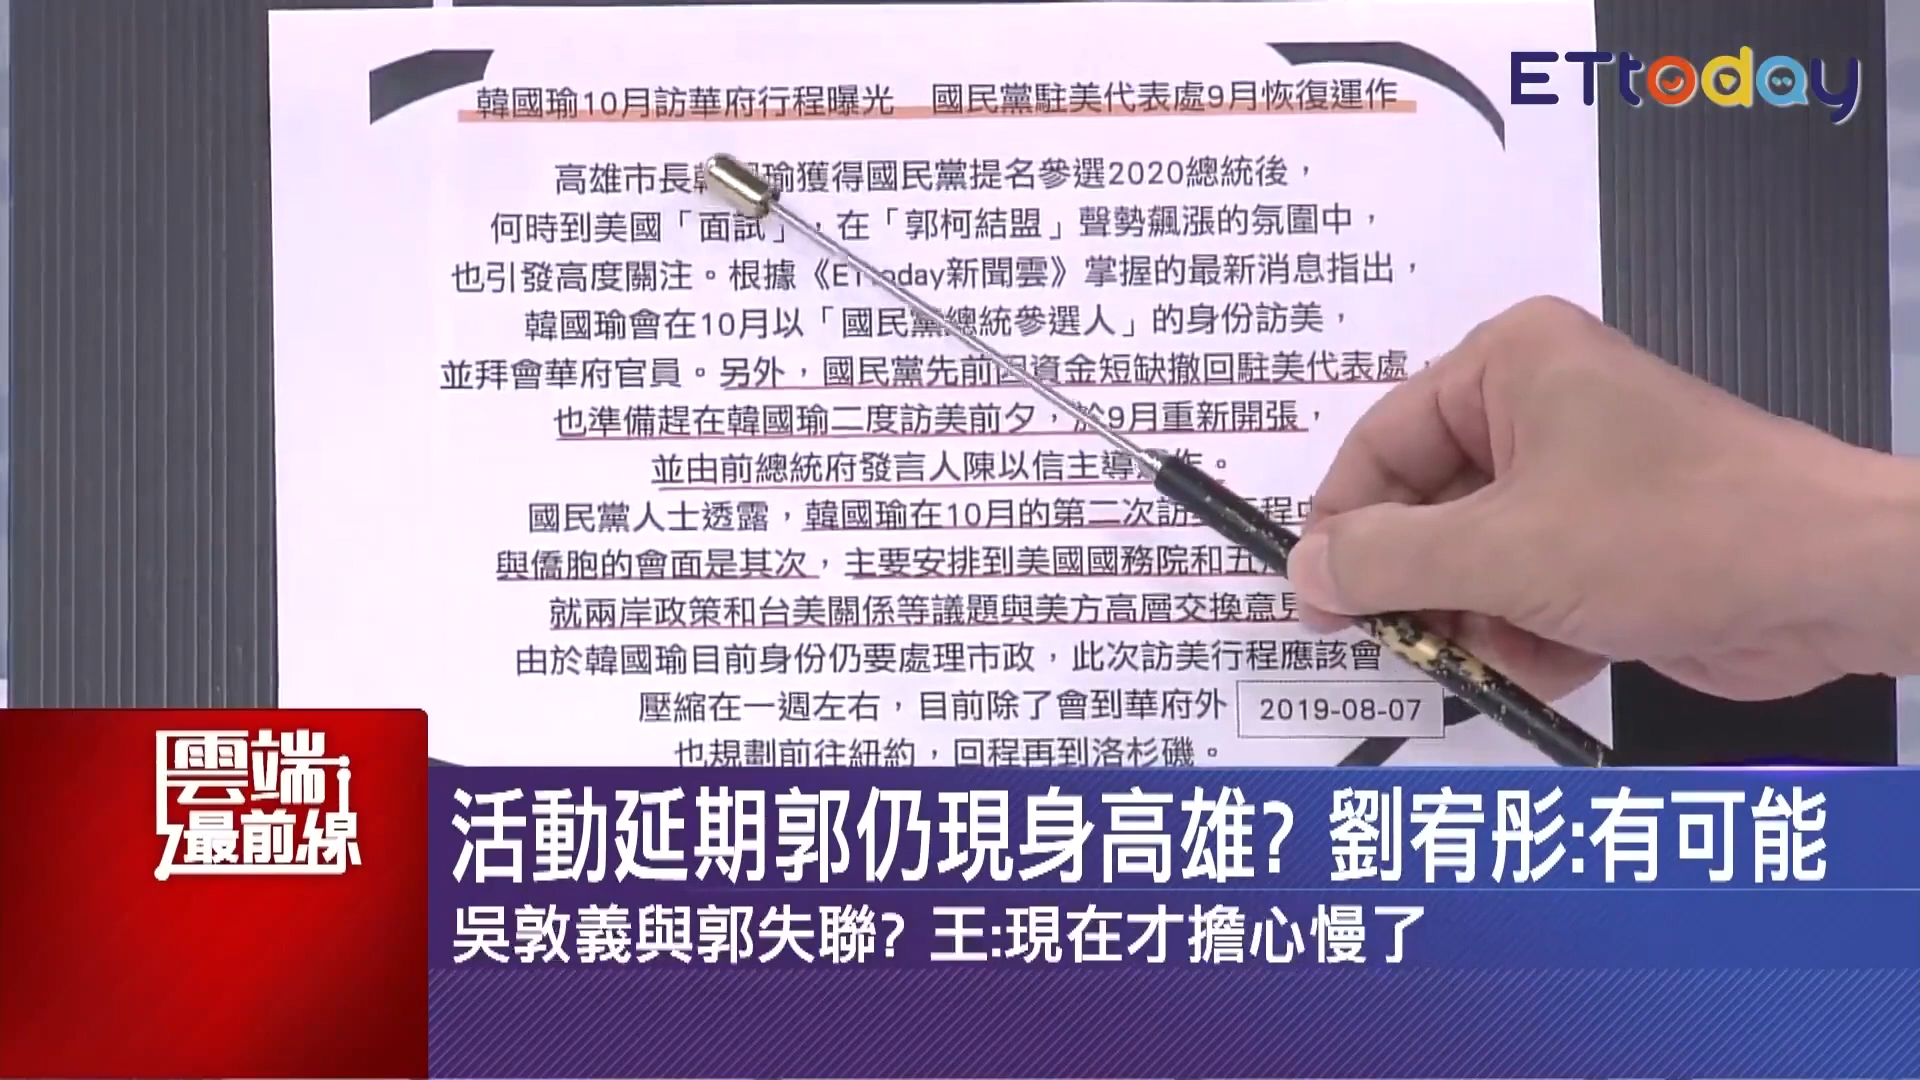 ETtoday
韓國瑜10月訪華府行程曝光 國民黨駐美代表處9月恢復運作
高雄市長韓國瑜獲得國民黨提名參選2020總統後，
何時到美國「面試」，在「郭柯結盟」聲勢飆漲的氛圍中，
也引發高度關注。根據《ETtoday新聞雲》掌握的最新消息指出，
韓國瑜會在10月以「國民黨總統參選人」的身份訪美，
並拜會華府官員。另外，國民黨先前因資金短缺撤回駐美代表處，
也準備趕在韓國瑜二度訪美前夕，於9月重新開張，
並由前總統府發言人陳以信主導運作。
國民黨人士透露，韓國瑜在10月的第二次訪美行程中
與僑胞的會面是其次，主要安排到美國國務院和五
就兩岸政策和台美關係等議題與美方高層交換意見
由於韓國瑜目前身份仍要處理市政，此次訪美行程應該會
壓縮在一週左右，目前除了會到華府外
2019-08-07
也規劃前往紐約，回程再到洛杉磯。
雲端最前線
活動延期郭仍現身高雄? 劉宥彤:有可能
吳敦義與郭失聯? 王:現在才擔心慢了